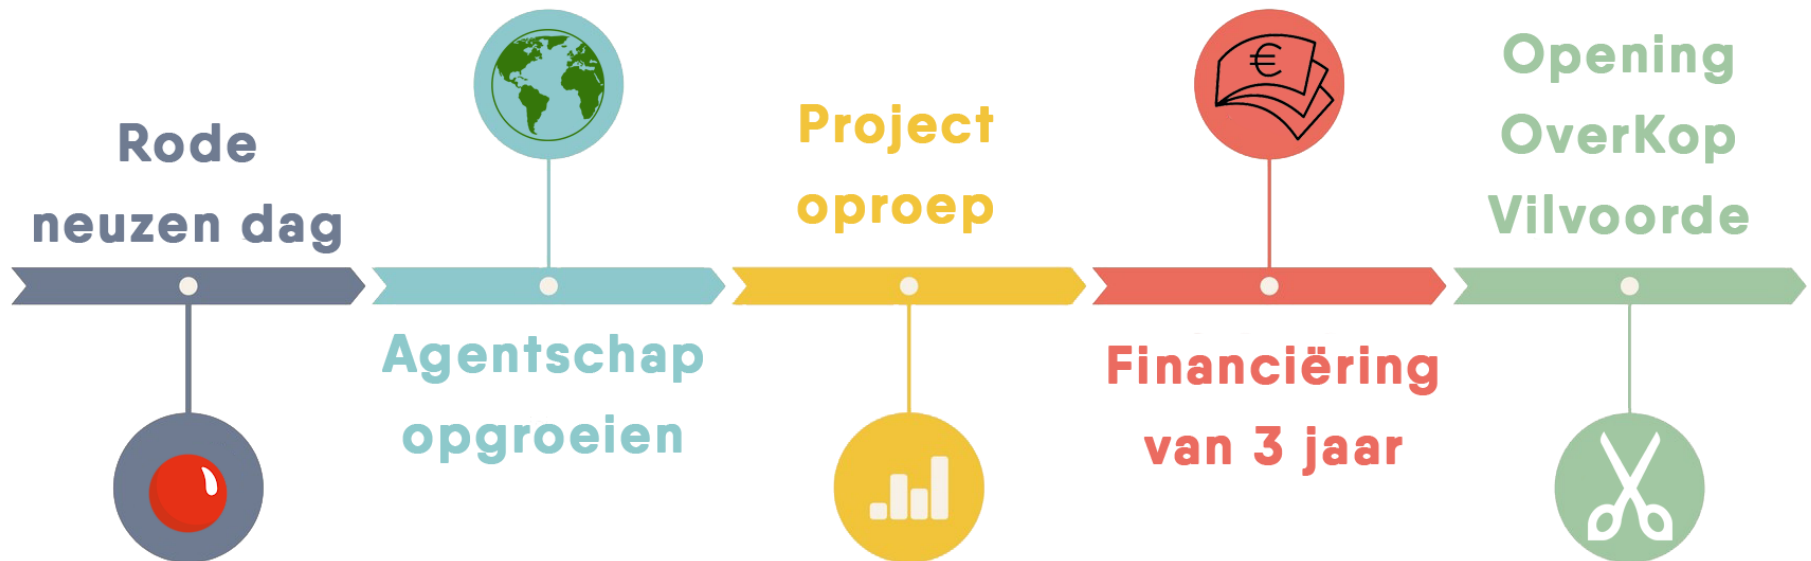 Rode
neuzen dag
Agentschap
opgroeien
Project
oproep
€
Financiëring
van 3 jaar
Opening
OverKop
Vilvoorde